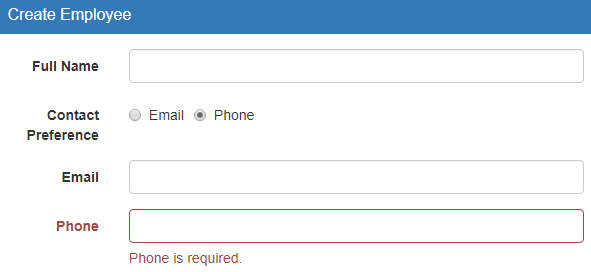 Create Employee
Full Name
Contact
Preference
Email Phone
Email
Phone
Phone is required.